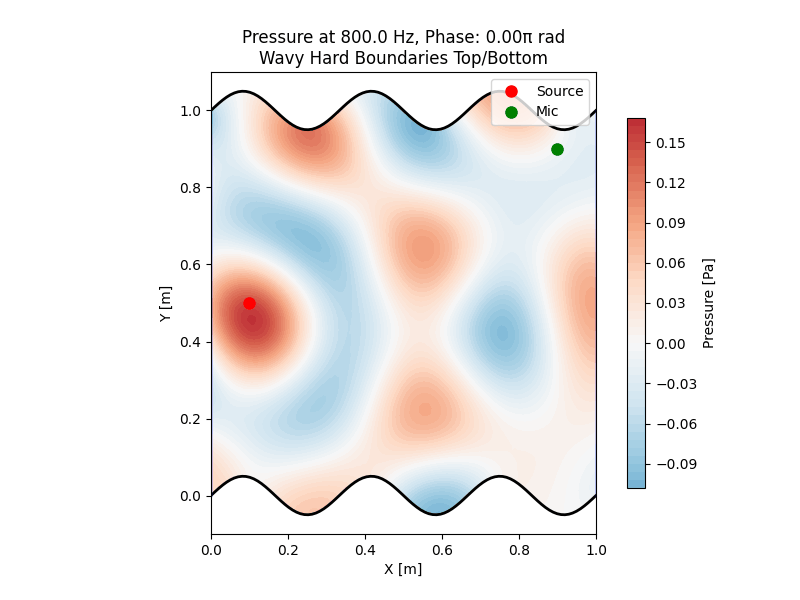 Pressure at 800.0 Hz, Phase: 0.00π rad
Wavy Hard Boundaries Top/Bottom
Source
Mic
1.0
0.8
0.6
0.4
0.2
0.0
Y [m]
0.0 0.2 0.4 0.6 0.8 1.0
X [m]
0.15
0.12
0.09
0.06
0.03
0.00
−0.03
−0.06
−0.09
Pressure [Pa]